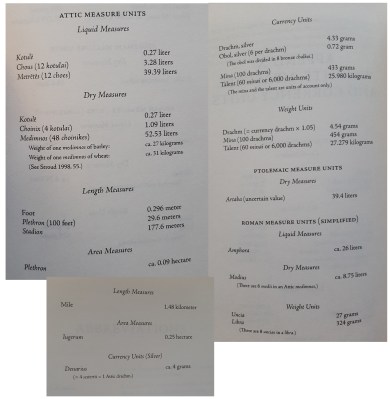 ATTIC MEASURE UNITS
Liquid Measures
Kotulē 0.27 liter
Chous (12 kotulai) 3.28 liters
Metrētēs (12 choes) 39.39 liters
Dry Measures
Kotulē 0.27 liter
Choinix (4 kotulai) 1.09 liters
Medimnos (48 choinikes) 52.53 liters
Weight of one medimnos of barley: ca. 27 kilograms
Weight of one medimnos of wheat: ca. 31 kilograms
(See Stroud 1998, 55.)
Length Measures
Foot 0.296 meter
Plethron (100 feet) 29.6 meters
Stadion 177.6 meters
Area Measures
Plethron ca. 0.09 hectare
Currency Units
Drachm, silver 4.33 grams
Obol, silver (6 per drachm) 0.72 gram
(The obol was divided in 8 bronze chalkoi.)
Mina (100 drachms) 433 grams
Talent (60 minai or 6,000 drachms) 25.980 kilograms
(The mina and the talent are units of account only.)
Weight Units
Drachm (= currency drachm × 1.05) 4.54 grams
Mina (100 drachms) 454 grams
Talent (60 minai or 6,000 drachms) 27.279 kilograms
PTOLEMAIC MEASURE UNITS
Dry Measures
Artaba (uncertain value) 39.4 liters
ROMAN MEASURE UNITS (SIMPLIFIED)
Liquid Measures
Amphora ca. 26 liters
Dry Measures
Modius ca. 8.75 liters
(There are 6 modii in an Attic medimnos.)
Weight Units
Uncia 27 grams
Libra 324 grams
(There are 12 unciae in a libra.)
Length Measures
Mile 1.48 kilometer
Area Measures
Iugerum 0.25 hectare
Currency Units (Silver)
Denarius ca. 4 grams
(= 4 sestertii = 1 Attic drachm.)